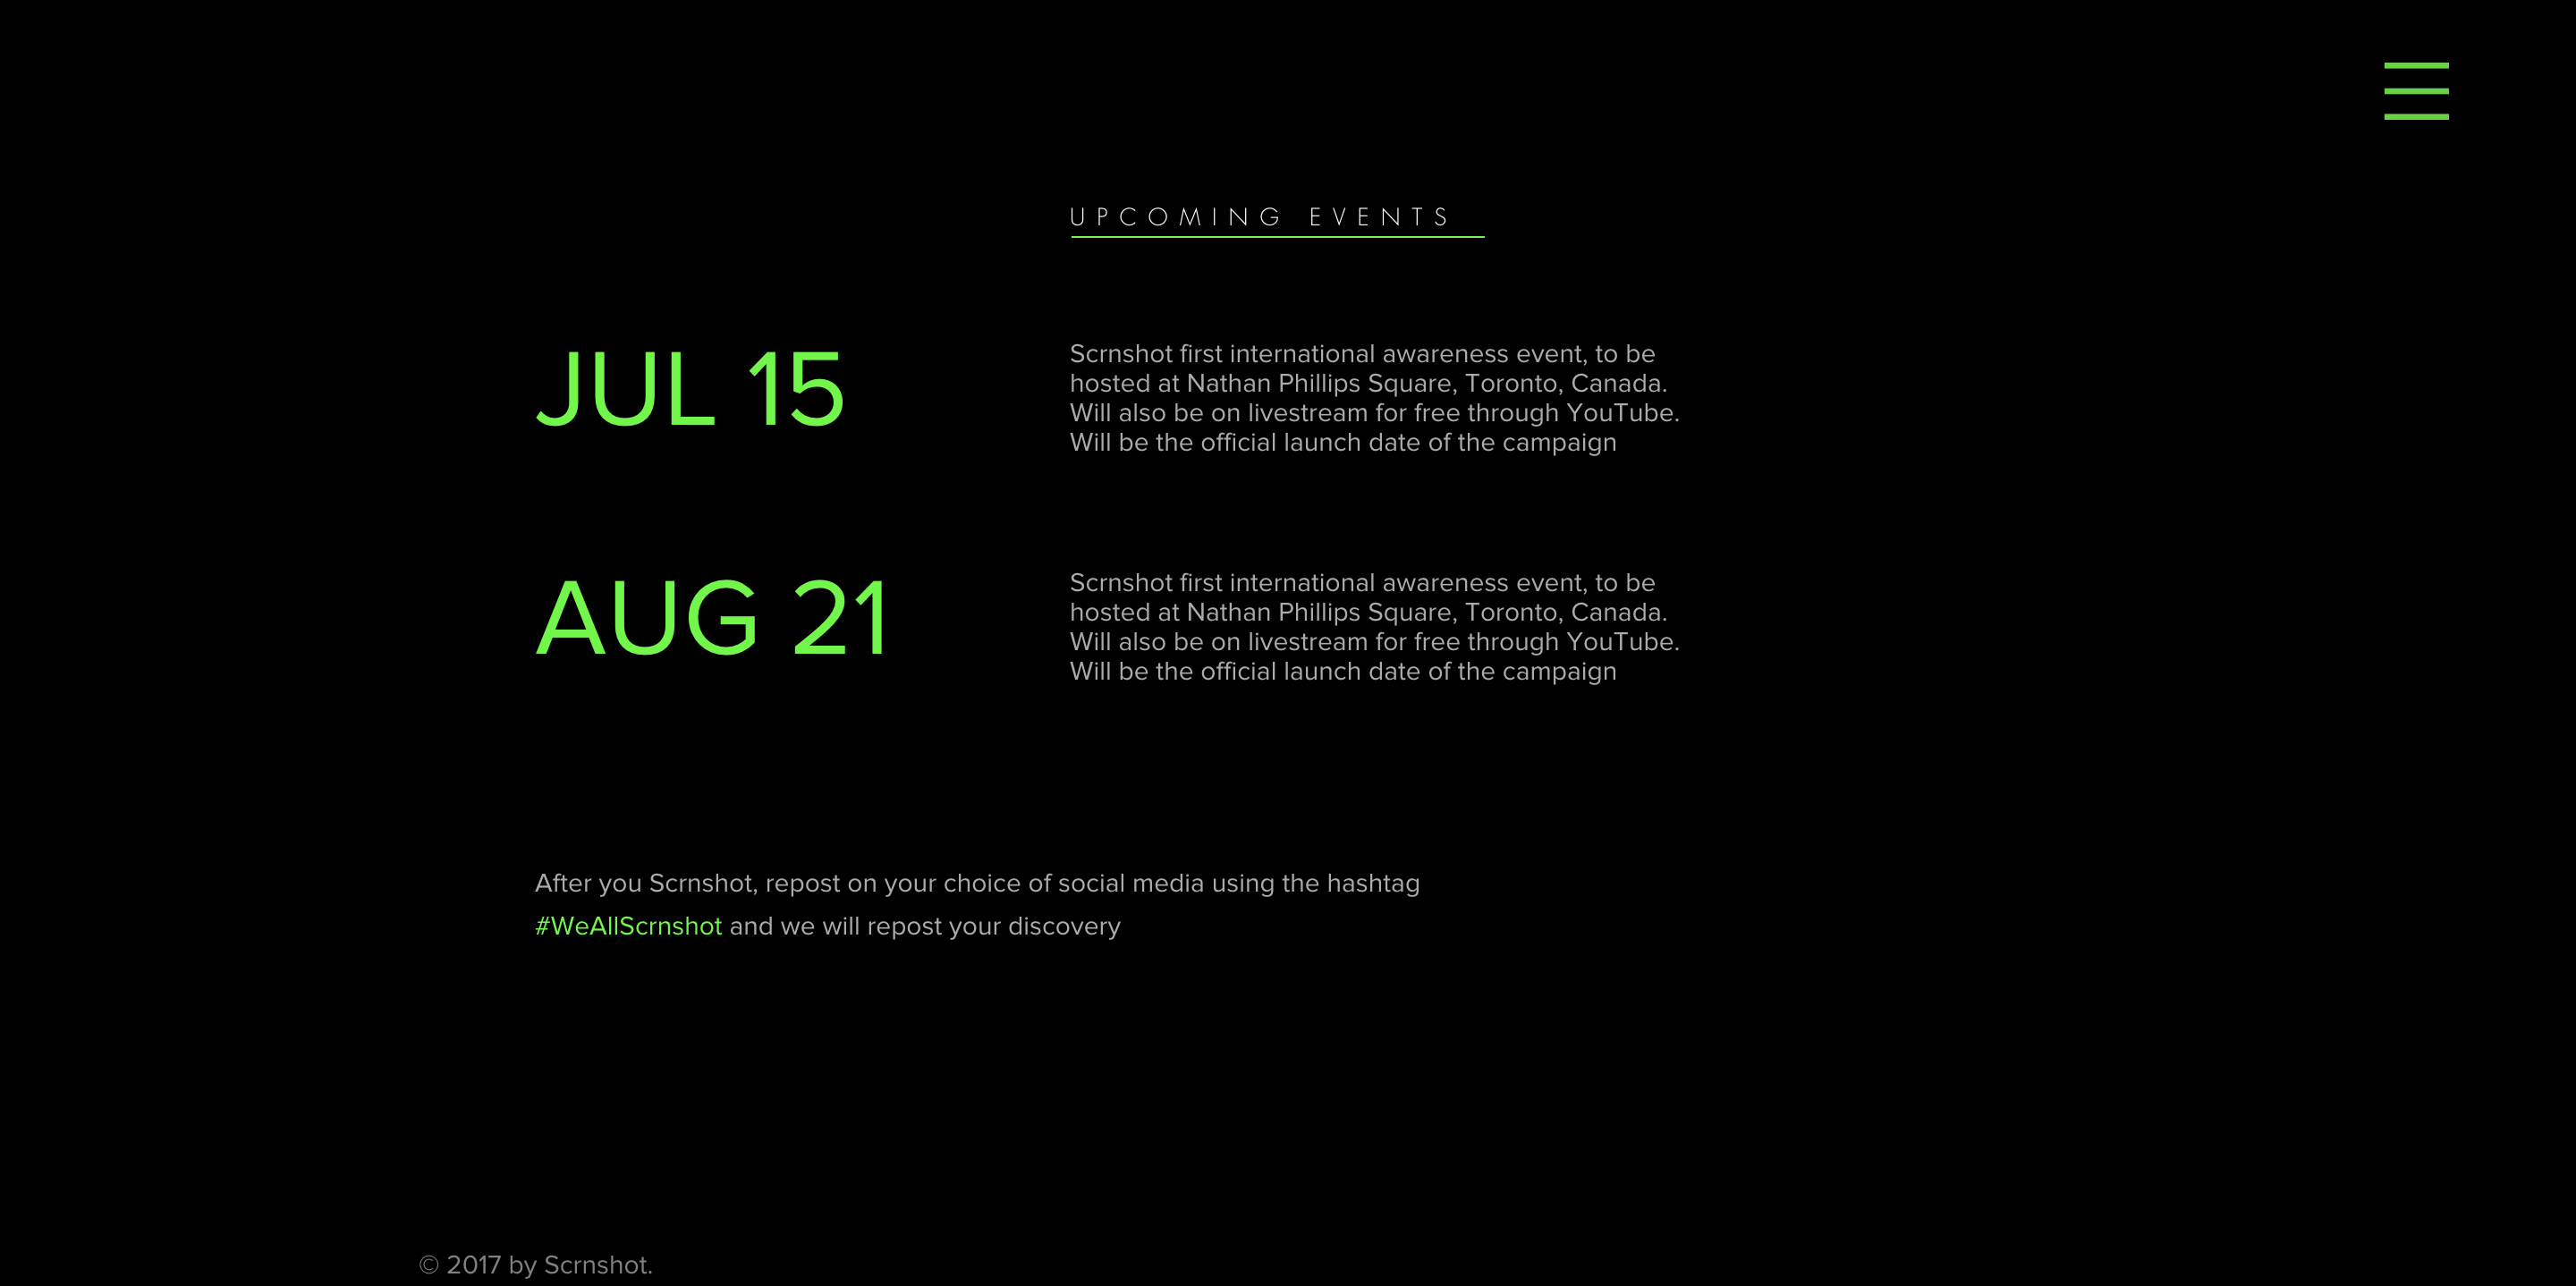 UPCOMING EVENTS
JUL 15
Scrnshot first international awareness event, to be
hosted at Nathan Phillips Square, Toronto, Canada.
Will also be on livestream for free through YouTube.
Will be the official launch date of the campaign
AUG 21
Scrnshot first international awareness event, to be
hosted at Nathan Phillips Square, Toronto, Canada.
Will also be on livestream for free through YouTube.
Will be the official launch date of the campaign
After you Scrnshot, repost on your choice of social media using the hashtag
#WeAllScrnshot and we will repost your discovery
© 2017 by Scrnshot.